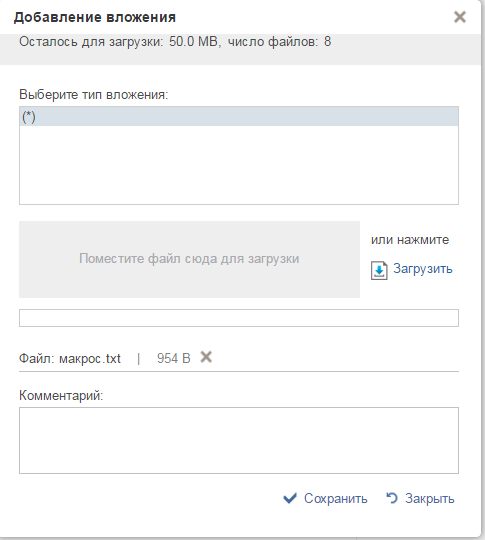 Добавление вложения
Осталось для загрузки: 50.0 MB, число файлов: 8
Выберите тип вложения:
(*)
Поместите файл сюда для загрузки
или нажмите
Загрузить
Файл: макрос.txt | 954 B
Комментарий:
Сохранить Закрыть